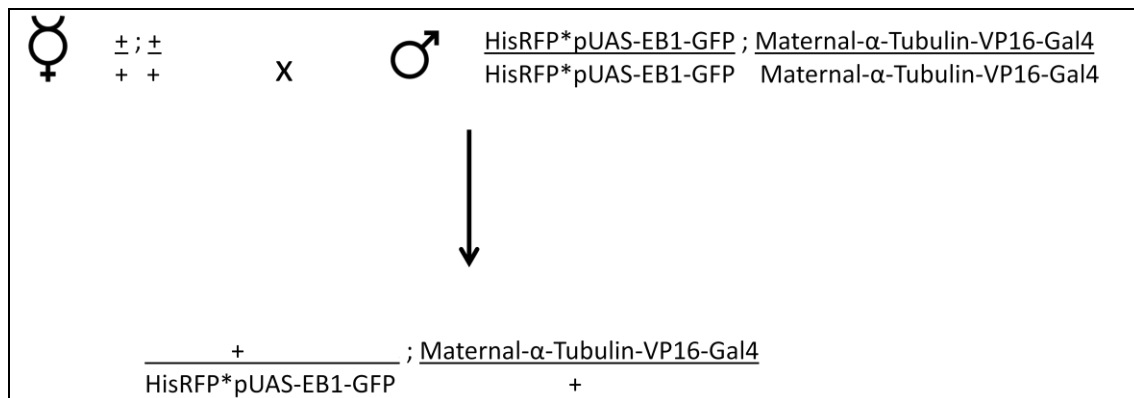 + ; + HisRFP*pUAS-EB1-GFP ; Maternal-α-Tubulin-VP16-Gal4
+ + x HisRFP*pUAS-EB1-GFP Maternal-α-Tubulin-VP16-Gal4
+ ; Maternal-α-Tubulin-VP16-Gal4
HisRFP*pUAS-EB1-GFP +